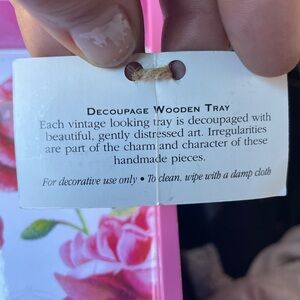 DECOUPAGE WOODEN TRAY
Each vintage looking tray is decoupaged with
beautiful, gently distressed art. Irregularities
are part of the charm and character of these
handmade pieces.
For decorative use only • To clean, wipe with a damp cloth